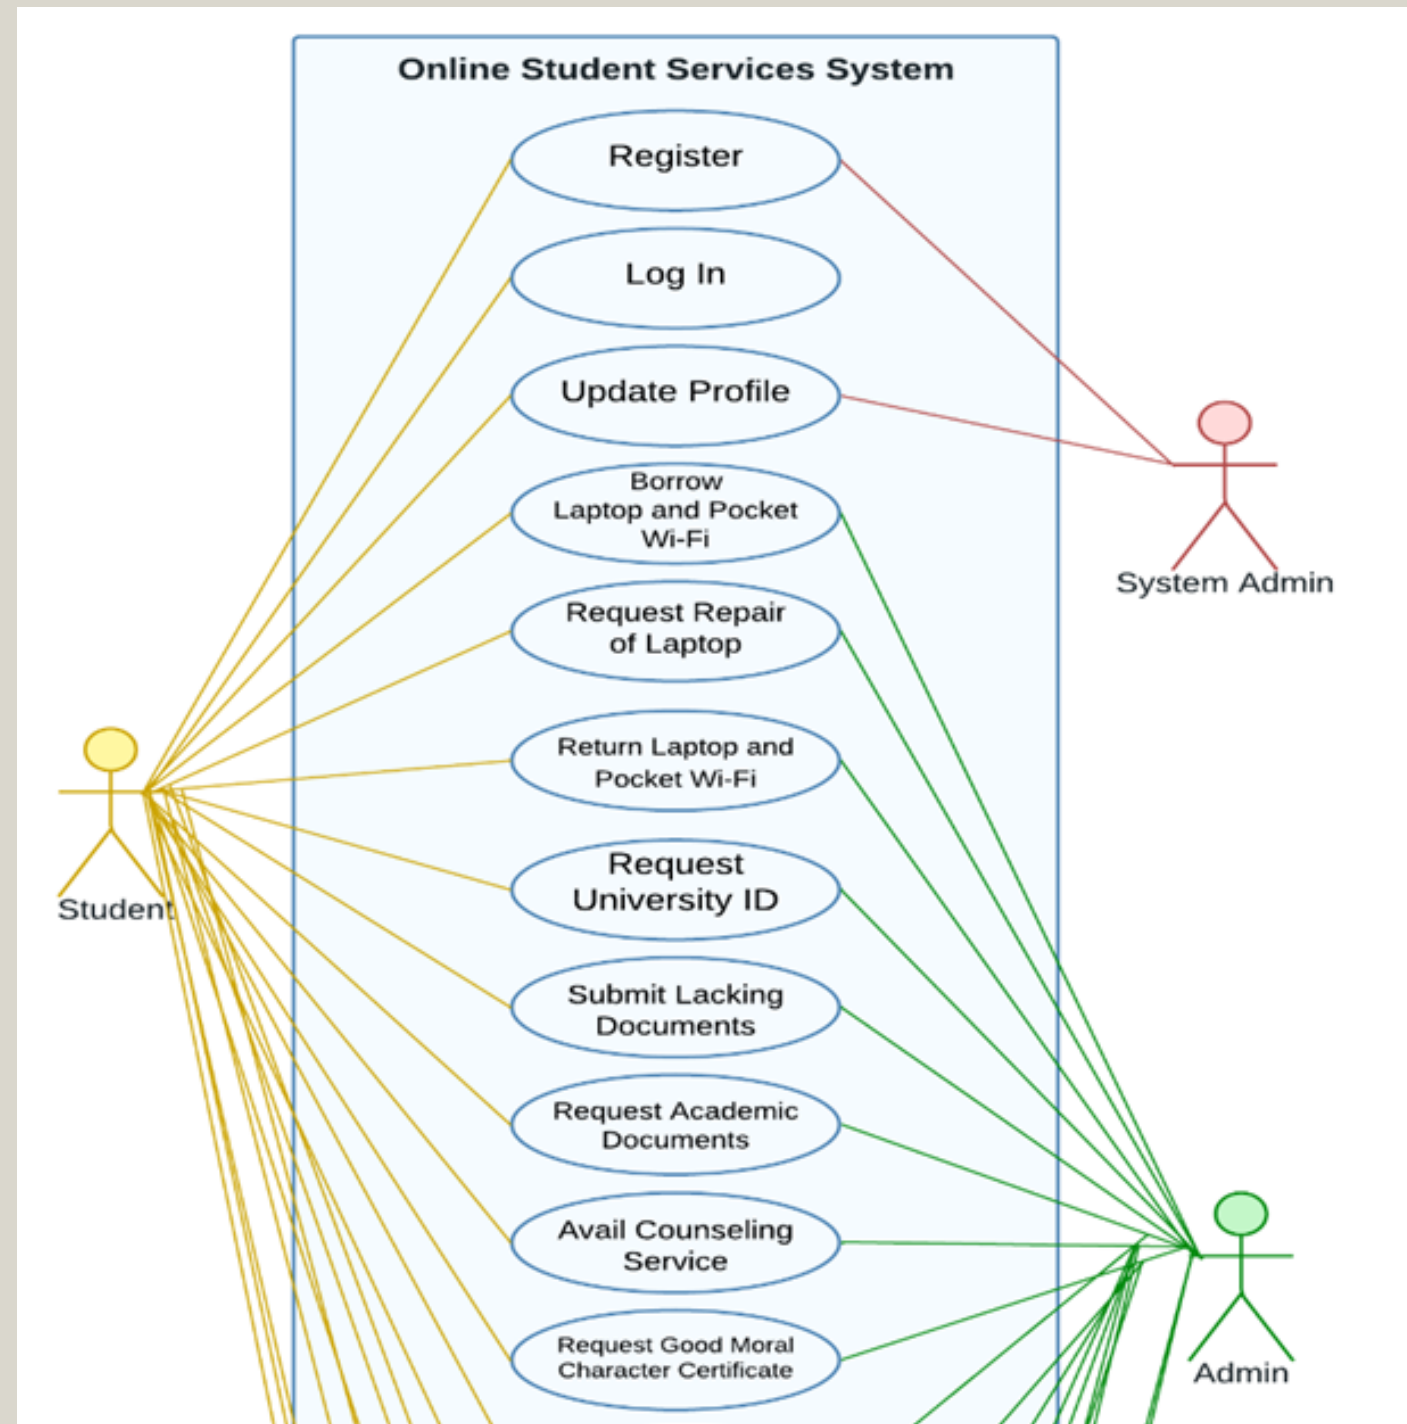 Online Student Services System
Register
Log In
Update Profile
Borrow
Laptop and Pocket
Wi-Fi
System Admin
Request Repair
of Laptop
Return Laptop and
Pocket Wi-Fi
Student
Request
University ID
Submit Lacking
Documents
Request Academic
Documents
Avail Counseling
Service
Request Good Moral
Character Certificate
Admin